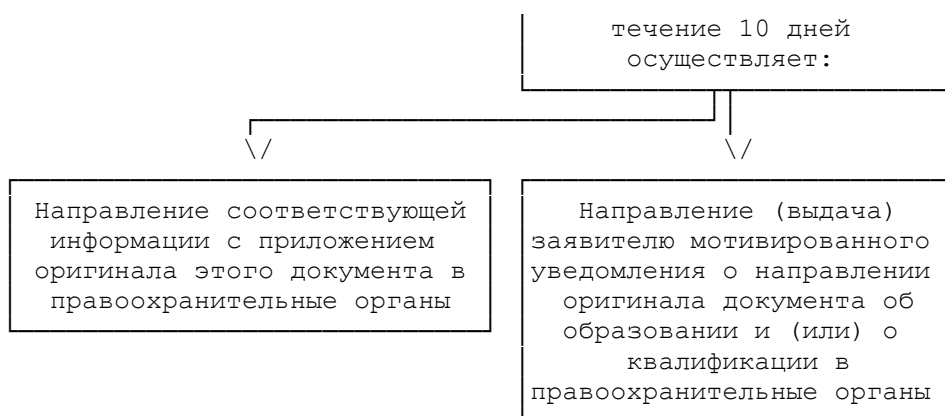 течение 10 дней
осуществляет:
Направление соответствующей
информации с приложением
оригинала этого документа в
правоохранительные органы
Направление (выдача)
заявителю мотивированного
уведомления о направлении
оригинала документа об
образовании и (или) о
квалификации в
правоохранительные органы